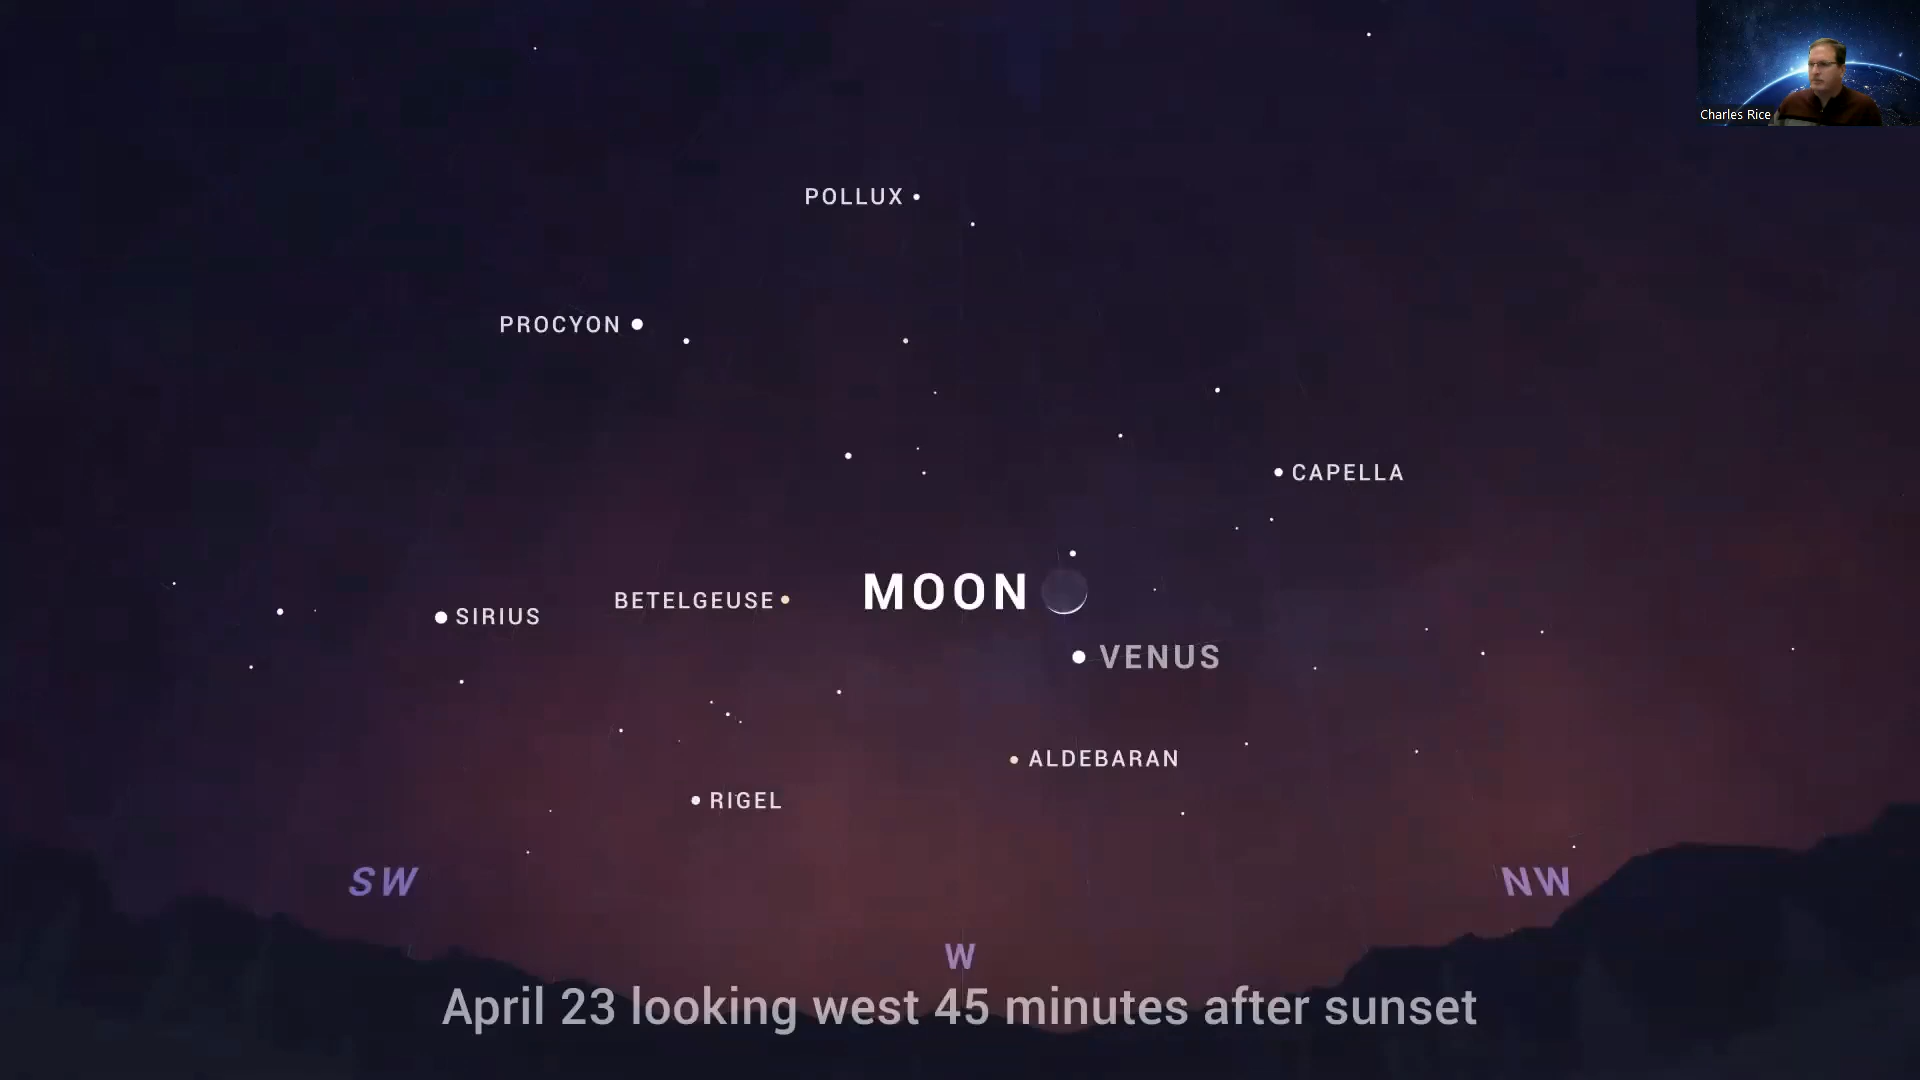 Charles Rice
POLLUX
PROCYON
CAPELLA
MOON
BETELGEUSE
SIRIUS
VENUS
ALDEBARAN
RIGEL
SW
NW
W
April 23 looking west 45 minutes after sunset